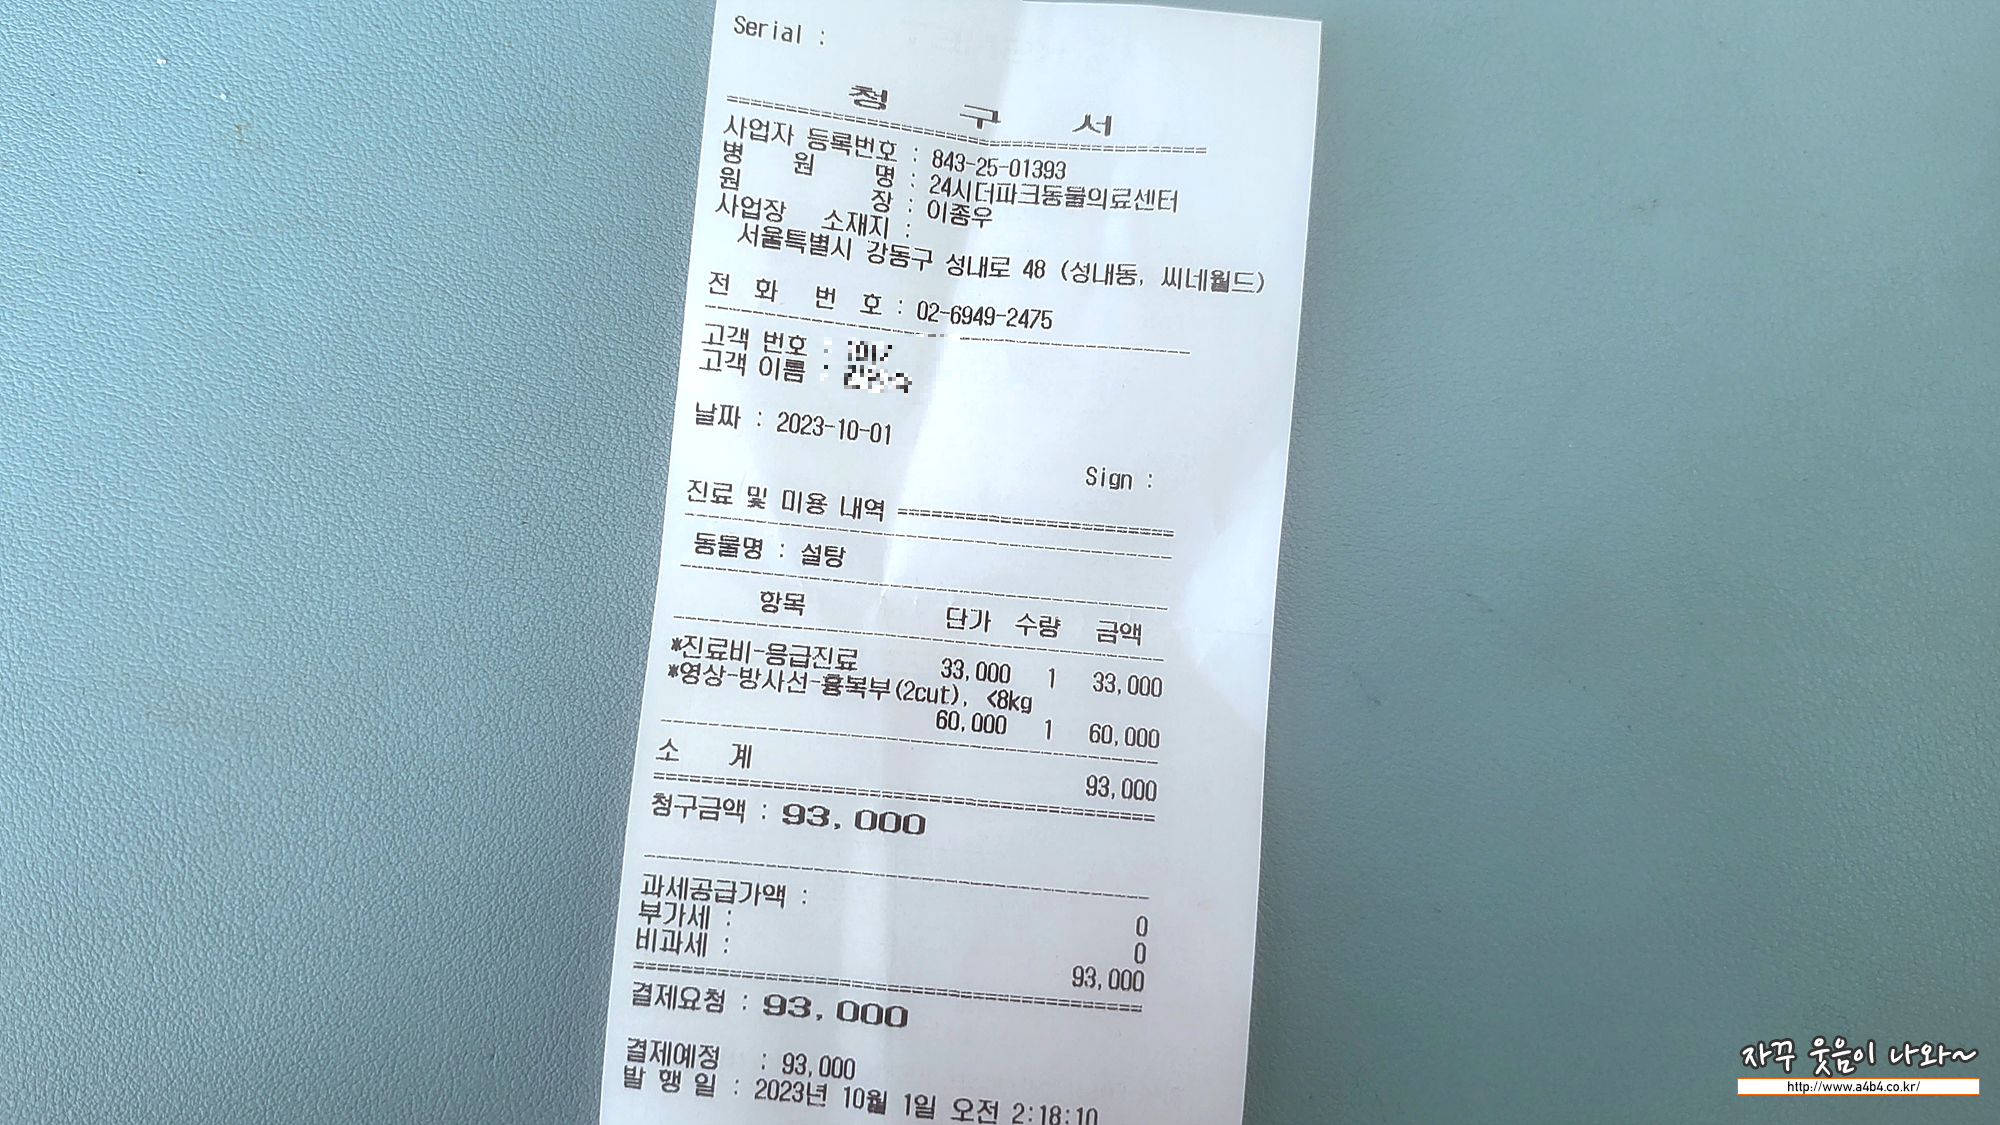 Serial :
청 구 서
사업자 등록번호 : 843-25-01393
병 원 명 : 24시더파크동물의료센터
원 장 : 이종우
사업장 소재지 :
서울특별시 강동구 성내로 48 (성내동, 씨네월드)
전 화 번 호 : 02-6949-2475
고객 번호 :
고객 이름 :
날짜 : 2023-10-01
Sign :
진료 및 미용 내역 ========================
동물명 : 설탕
항목 단가 수량 금액
*진료비-응급진료 33,000 1 33,000
*영상-방사선-흉복부(2cut), <8kg
60,000 1 60,000
소 계 93,000
청구금액 : 93,000
과세공급가액 : 0
부가세 : 0
비과세 : 93,000
결제요청 : 93,000
결제예정 : 93,000
발 행 일 : 2023년 10월 1일 오전 2:18:10
자꾸 웃음이 나와~
http://www.a4b4.co.kr/